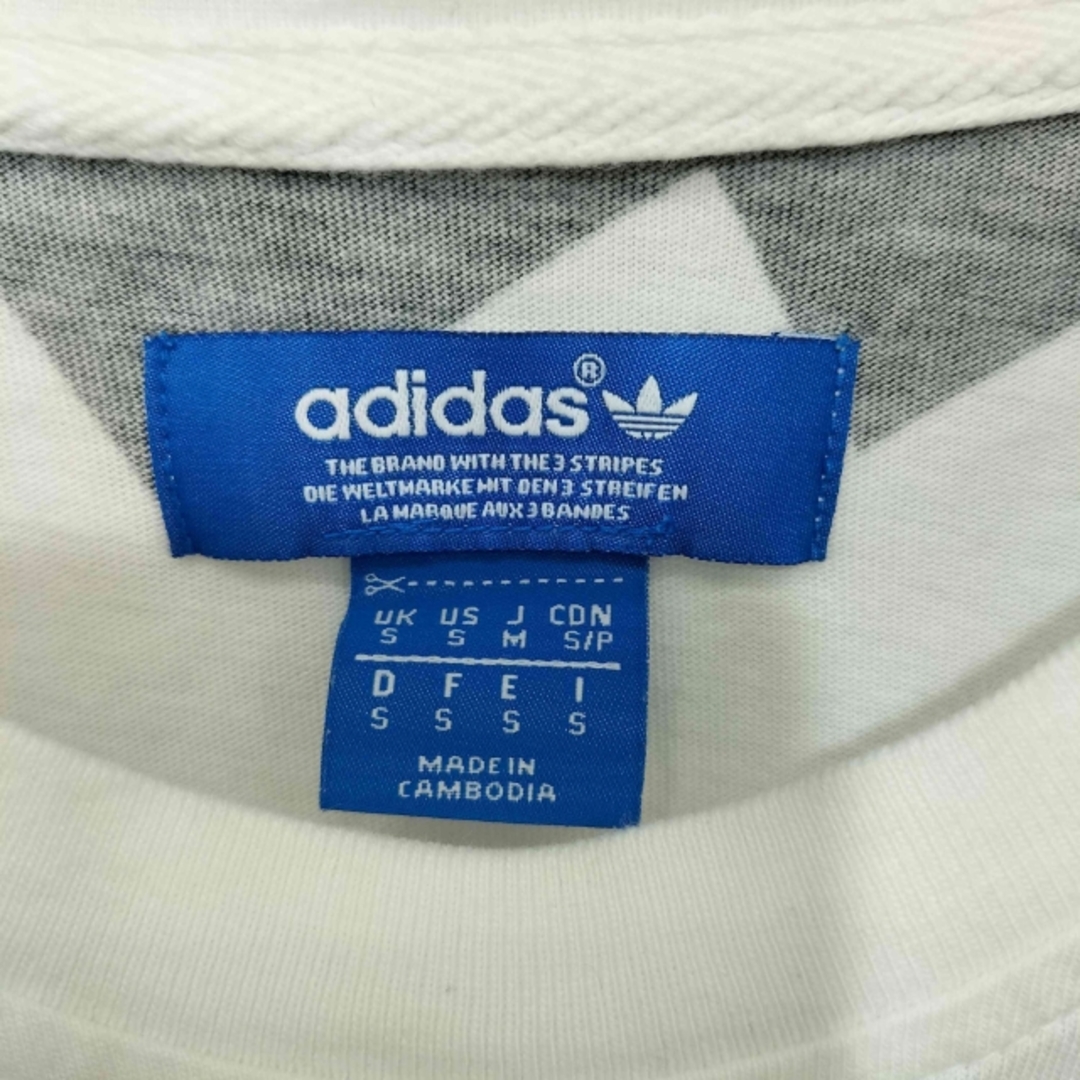 adidas®
THE BRAND WITH THE 3 STRIPES
DIE WELTMARKE MIT DEN 3 STREIFEN
LA MARQUE AUX 3 BANDES
UK US J CDN
S S M S/P
D F E I
S S S S
MADE IN
CAMBODIA